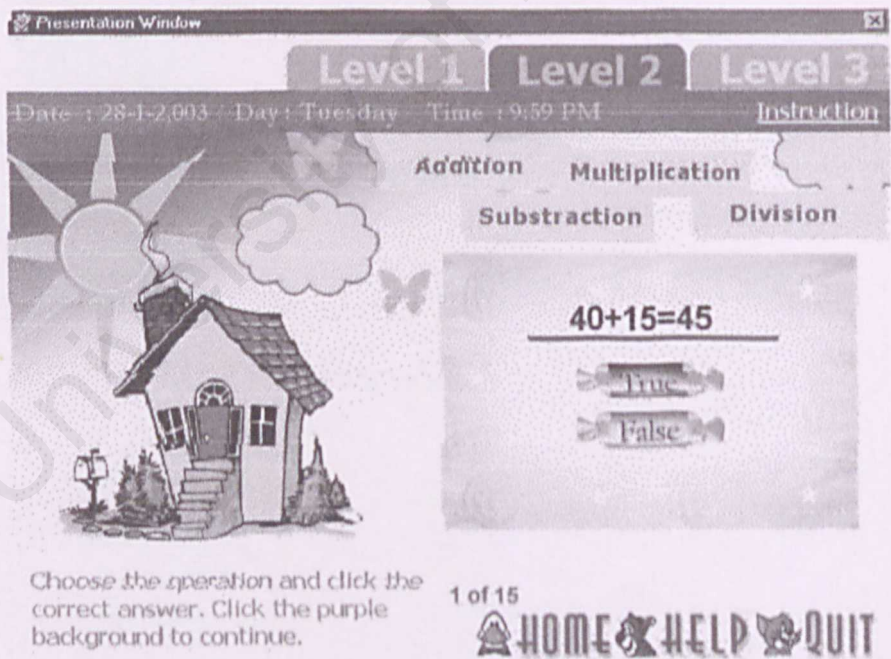 Presentation Window
Level 1 Level 2 Level 3
Date : 28-1-2,003 Day : Tuesday Time : 9:59 PM Instruction
Addition Multiplication
Substraction Division
40+15=45
True
False
Choose the operation and click the
correct answer. Click the purple
background to continue.
1 of 15
HOME HELP QUIT